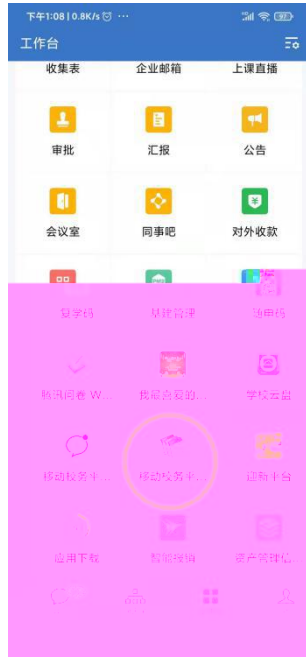 下午1:08 | 0.8K/s ···
工作台
收集表 企业邮箱 上课直播
审批 汇报 公告
会议室 同事吧 对外收款
复学码 基建管理 随申码
腾讯问卷 W... 我最喜爱的... 学校云盘
移动校务平... 移动校务平... 迎新平台
应用下载 智能报销 资产管理信